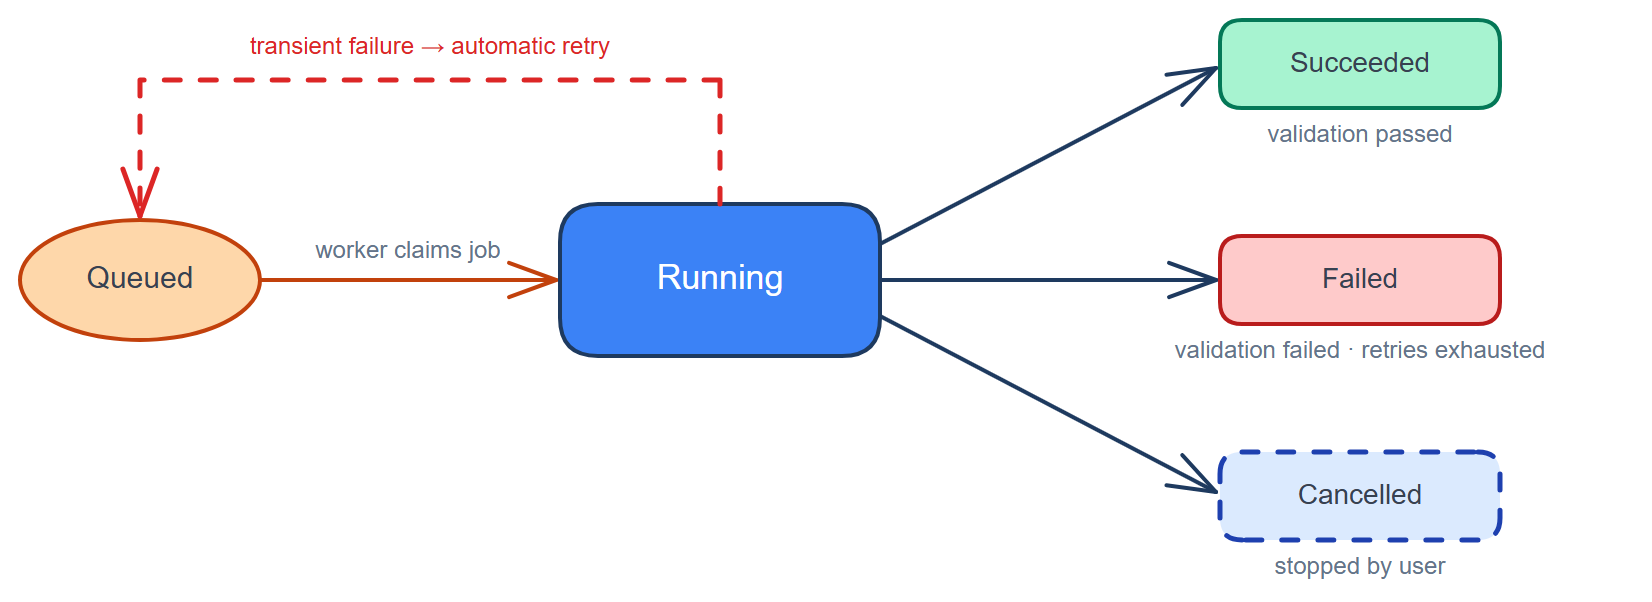 transient failure → automatic retry
Succeeded
validation passed
worker claims job
Queued
Running
Failed
validation failed · retries exhausted
Cancelled
stopped by user